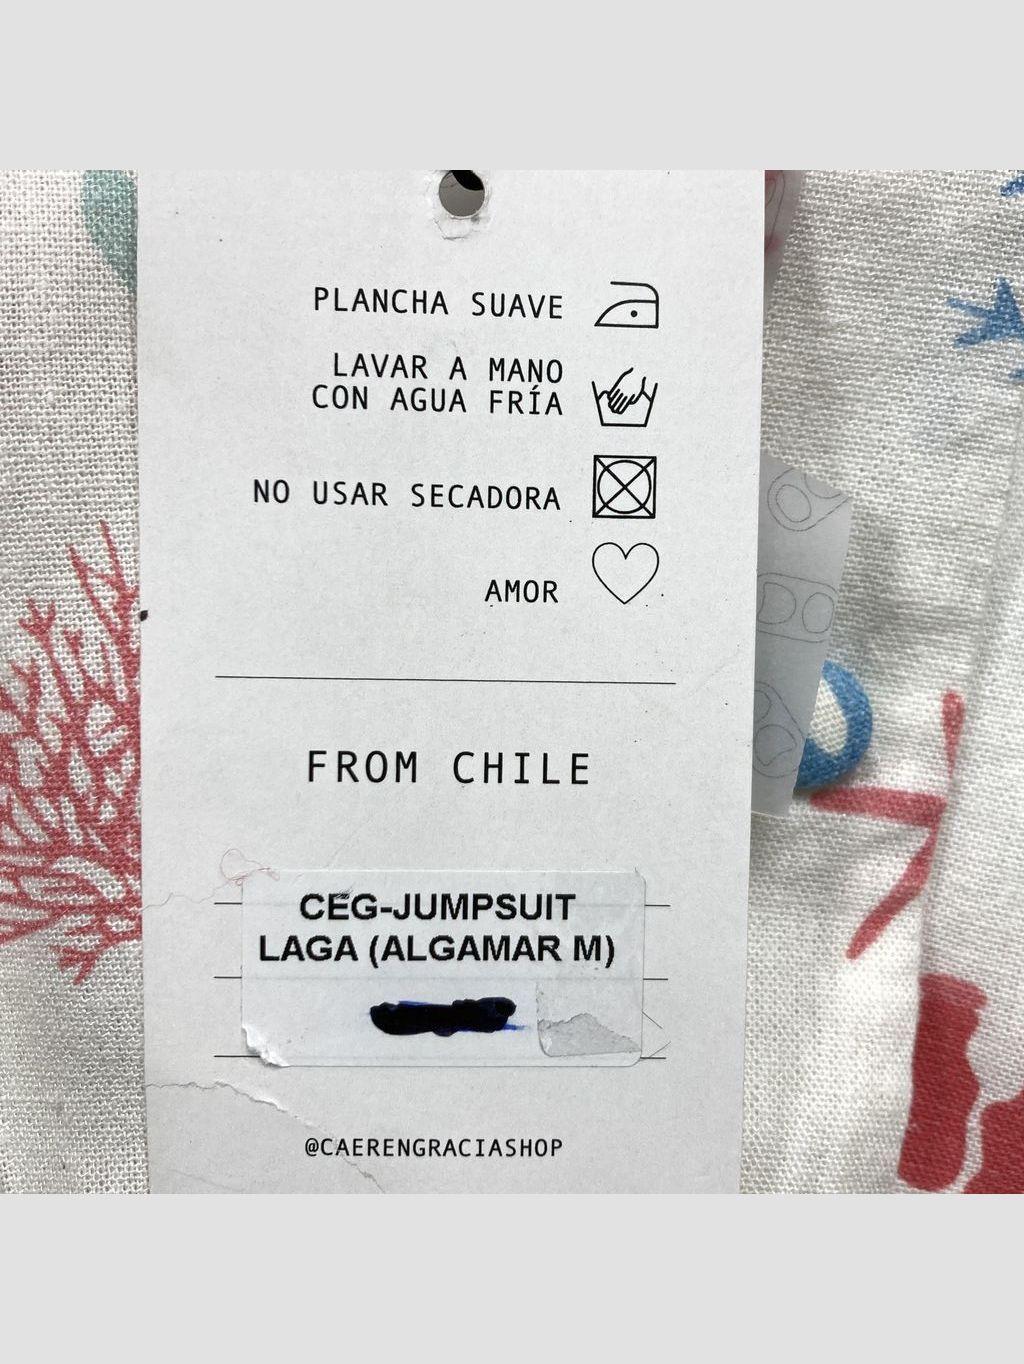 PLANCHA SUAVE
LAVAR A MANO
CON AGUA FRÍA
NO USAR SECADORA
AMOR
FROM CHILE
CEG-JUMPSUIT
LAGA (ALGAMAR M)
@CAERENGRACIASHOP